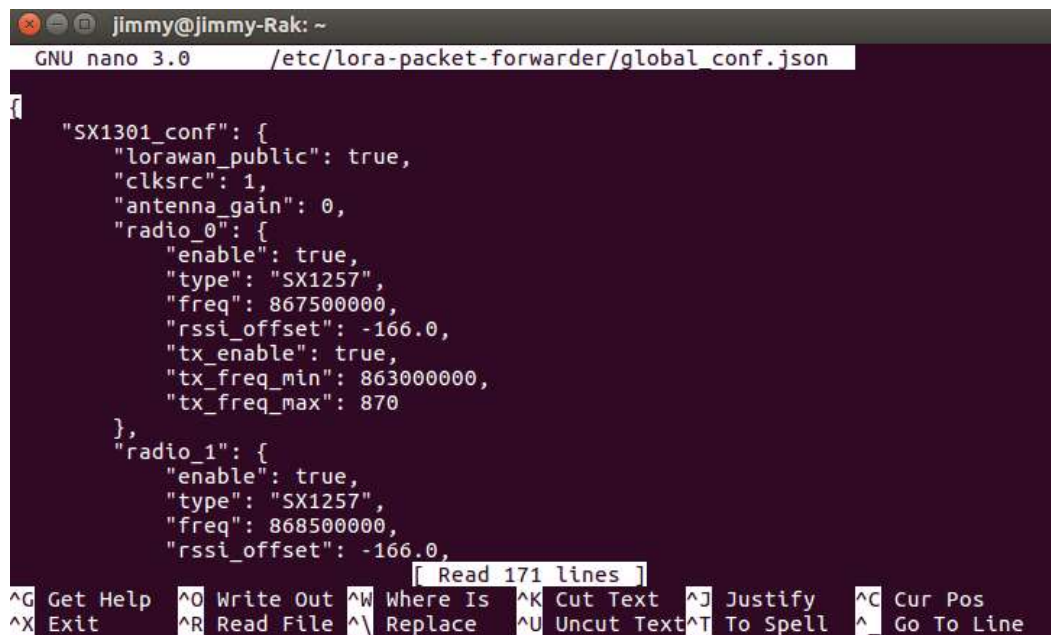 jimmy@jimmy-Rak: ~
GNU nano 3.0 /etc/lora-packet-forwarder/global_conf.json
{
"SX1301_conf": {
"lorawan_public": true,
"clksrc": 1,
"antenna_gain": 0,
"radio_0": {
"enable": true,
"type": "SX1257",
"freq": 867500000,
"rssi_offset": -166.0,
"tx_enable": true,
"tx_freq_min": 863000000,
"tx_freq_max": 870
},
"radio_1": {
"enable": true,
"type": "SX1257",
"freq": 868500000,
"rssi_offset": -166.0,
[ Read 171 lines ]
^G Get Help ^O Write Out ^W Where Is ^K Cut Text ^J Justify ^C Cur Pos
^X Exit ^R Read File ^\ Replace ^U Uncut Text ^T To Spell ^_ Go To Line